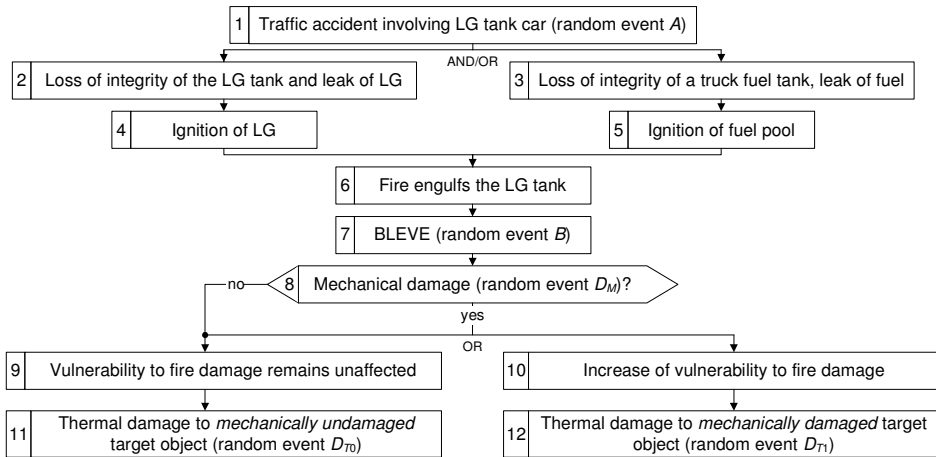 1 Traffic accident involving LG tank car (random event A)
AND/OR
2 Loss of integrity of the LG tank and leak of LG
3 Loss of integrity of a truck fuel tank, leak of fuel
4 Ignition of LG
5 Ignition of fuel pool
6 Fire engulfs the LG tank
7 BLEVE (random event B)
no
8 Mechanical damage (random event DM)?
yes
OR
9 Vulnerability to fire damage remains unaffected
10 Increase of vulnerability to fire damage
11 Thermal damage to mechanically undamaged
target object (random event DT0)
12 Thermal damage to mechanically damaged target
object (random event DT1)